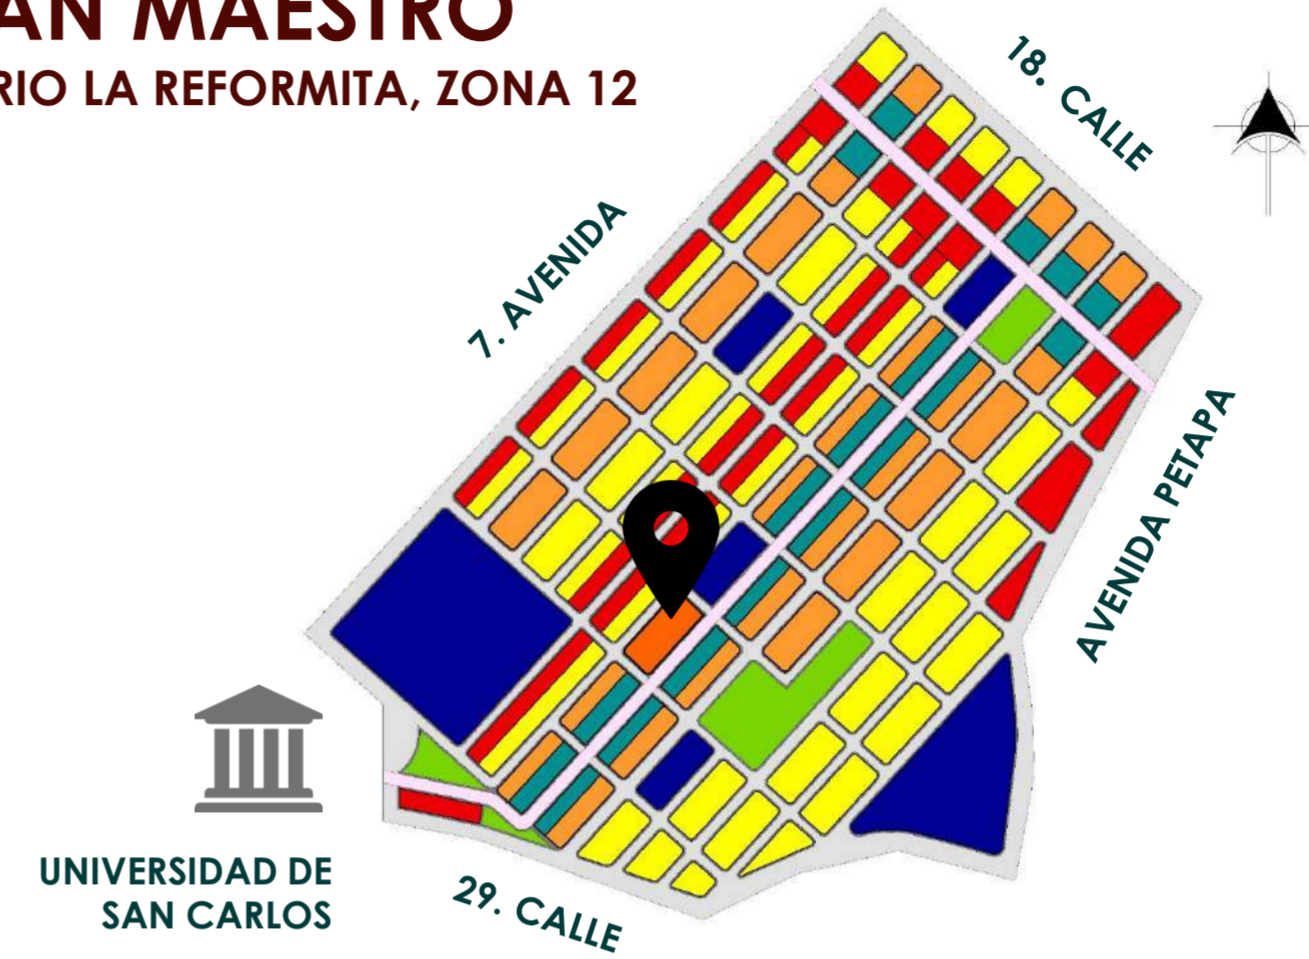 AN MAESTRO
RIO LA REFORMITA, ZONA 12
18. CALLE
7. AVENIDA
AVENIDA PETAPA
UNIVERSIDAD DE
SAN CARLOS
29. CALLE